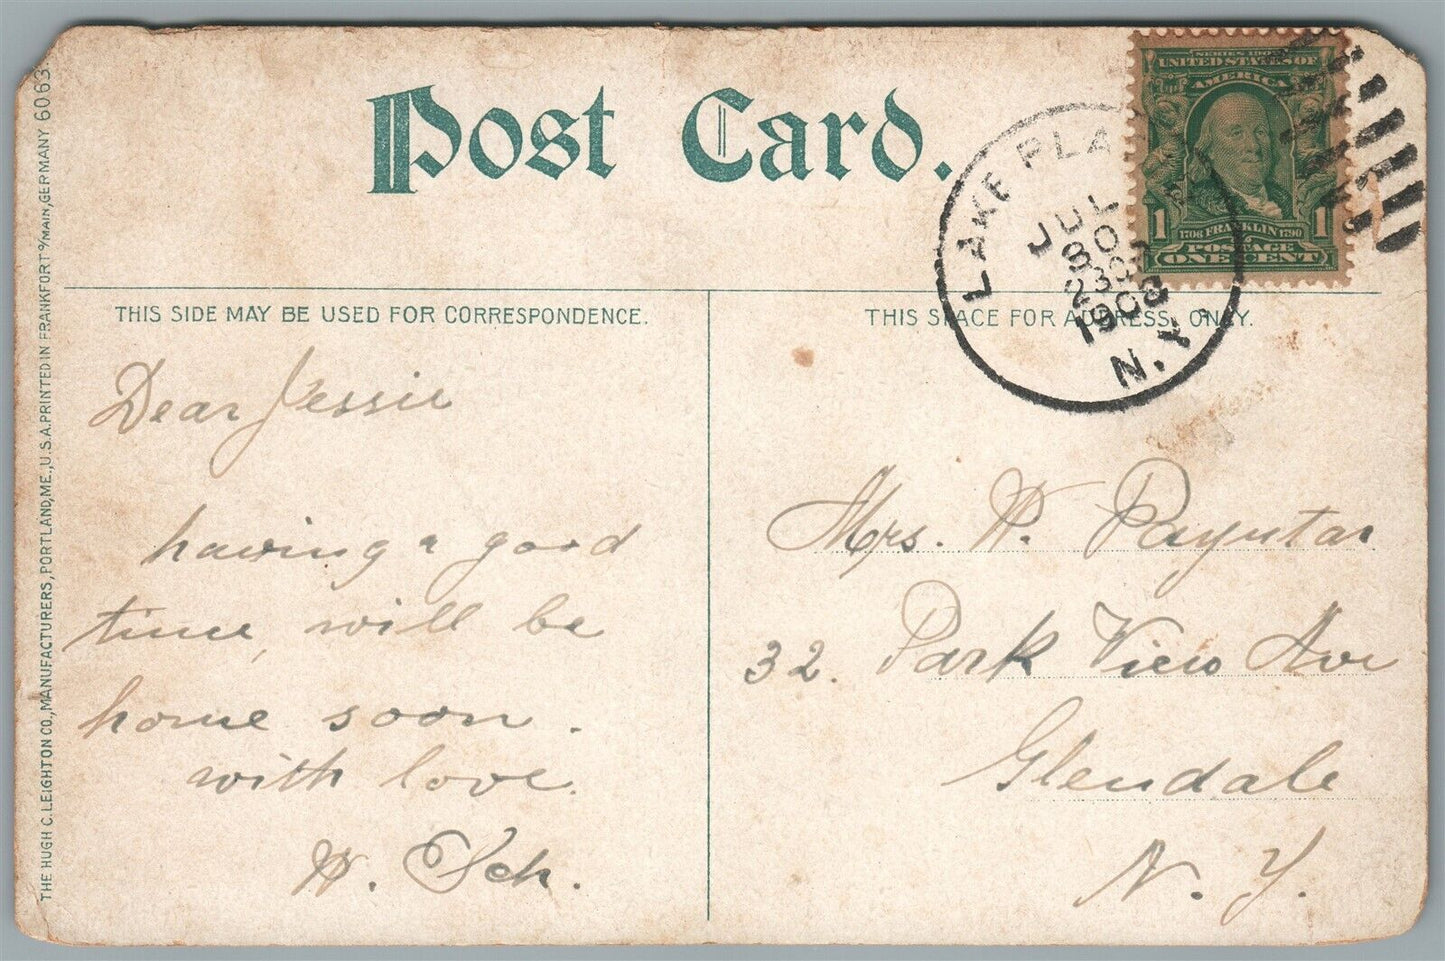 Post Card.
SERIES 1902
UNITED STATES OF
AMERICA
1 1
1706 FRANKLIN 1790
POSTAGE
ONE CENT
LAKE PLA
JUL
30
230
1908
N.Y.
THIS SIDE MAY BE USED FOR CORRESPONDENCE.
THIS SPACE FOR ADDRESS ONLY.
Dear Jessie
having a good
time, will be
home soon.
with love.
W. Sch.
Mrs. W. Payntar
32. Park View Ave
Glendale
N. Y.
THE HUGH C. LEIGHTON CO., MANUFACTURERS, PORTLAND, ME., U.S.A. PRINTED IN FRANKFORT o/MAIN, GERMANY 6063